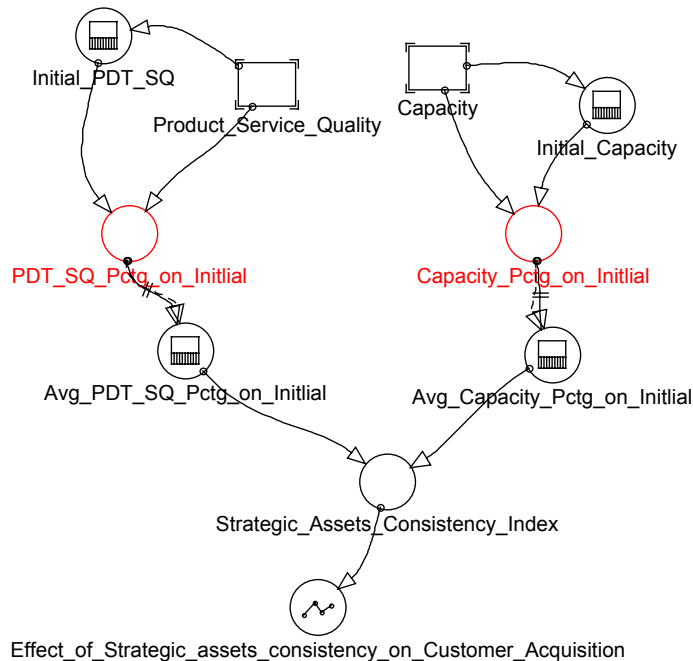 Initial_PDT_SQ
Product_Service_Quality
Capacity
Initial_Capacity
PDT_SQ_Pctg_on_Initlial
Capacity_Pctg_on_Initlial
Avg_PDT_SQ_Pctg_on_Initlial
Avg_Capacity_Pctg_on_Initlial
Strategic_Assets_Consistency_Index
Effect_of_Strategic_assets_consistency_on_Customer_Acquisition